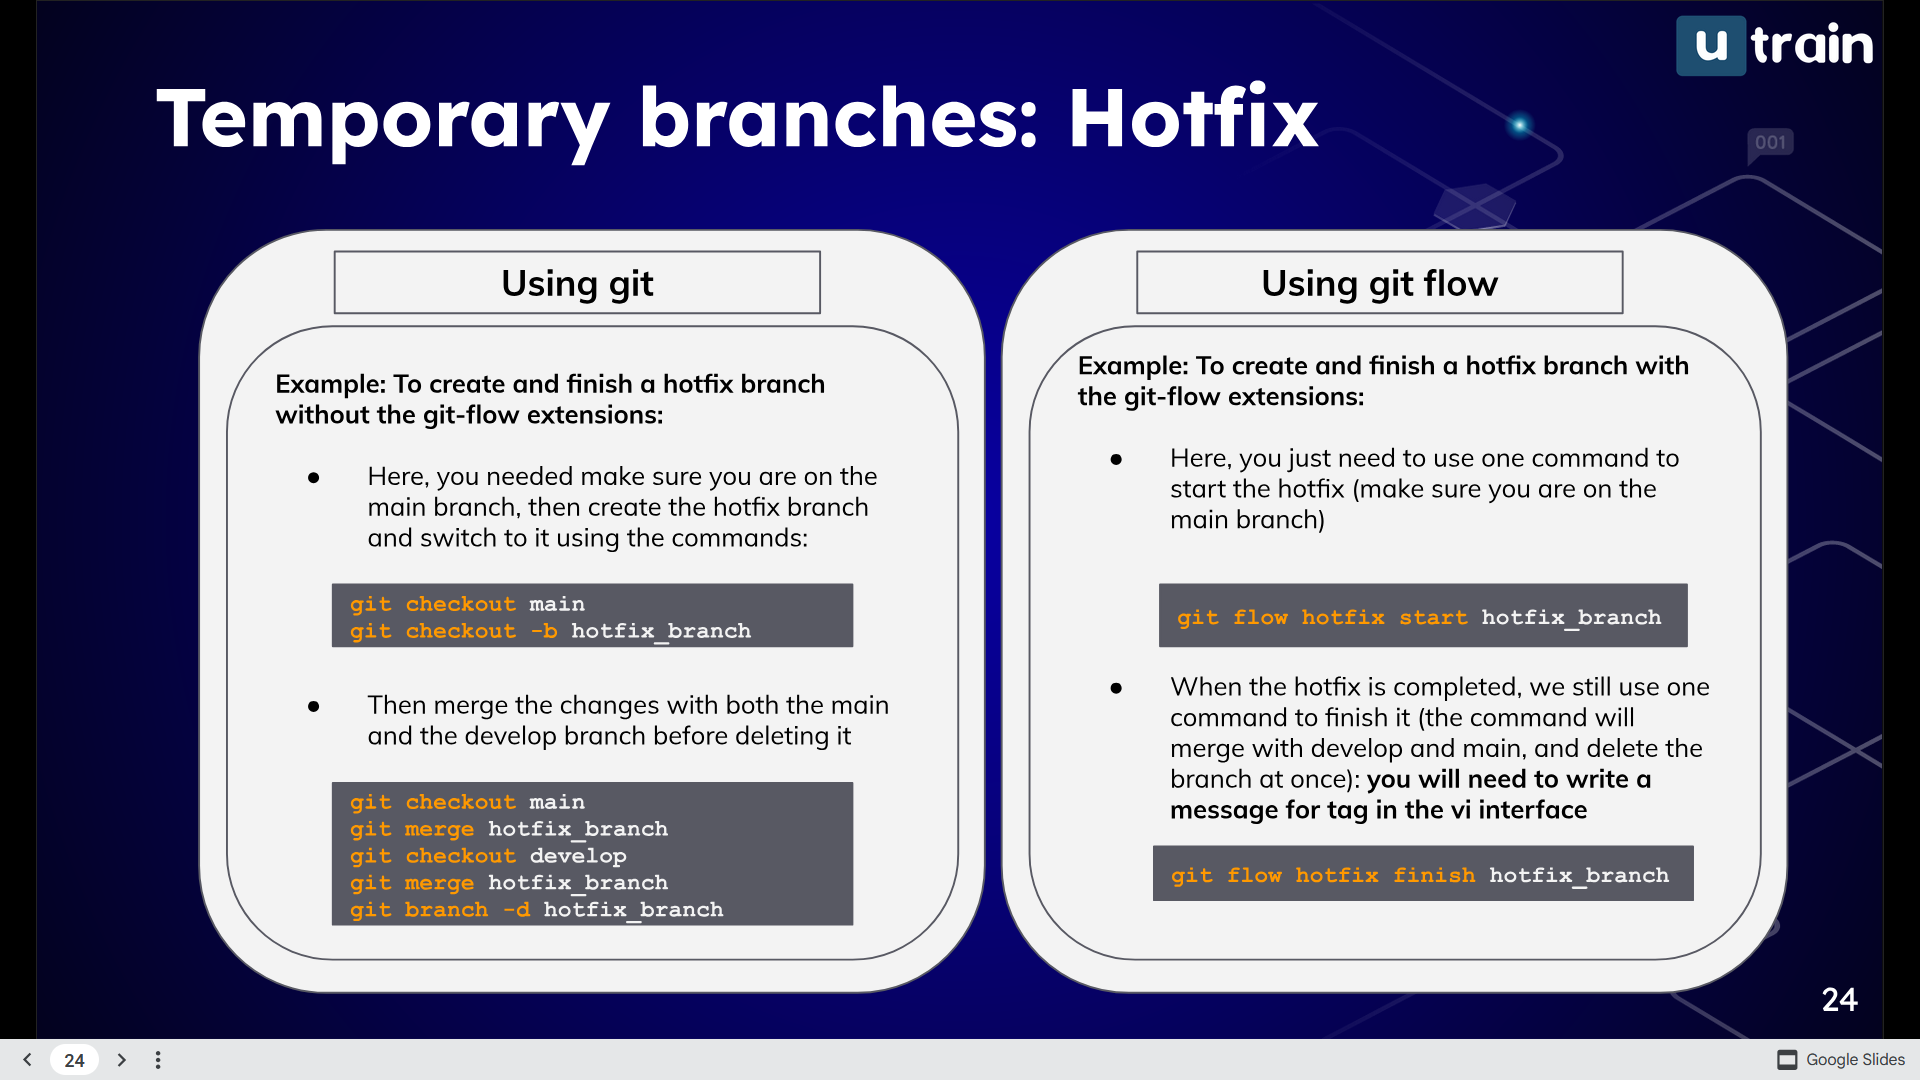 u train
Temporary branches: Hotfix
001
Using git
Example: To create and finish a hotfix branch
without the git-flow extensions:
● Here, you needed make sure you are on the
main branch, then create the hotfix branch
and switch to it using the commands:
git checkout main
git checkout -b hotfix_branch
● Then merge the changes with both the main
and the develop branch before deleting it
git checkout main
git merge hotfix_branch
git checkout develop
git merge hotfix_branch
git branch -d hotfix_branch
Using git flow
Example: To create and finish a hotfix branch with
the git-flow extensions:
● Here, you just need to use one command to
start the hotfix (make sure you are on the
main branch)
git flow hotfix start hotfix_branch
● When the hotfix is completed, we still use one
command to finish it (the command will
merge with develop and main, and delete the
branch at once): you will need to write a
message for tag in the vi interface
git flow hotfix finish hotfix_branch
24
24
Google Slides